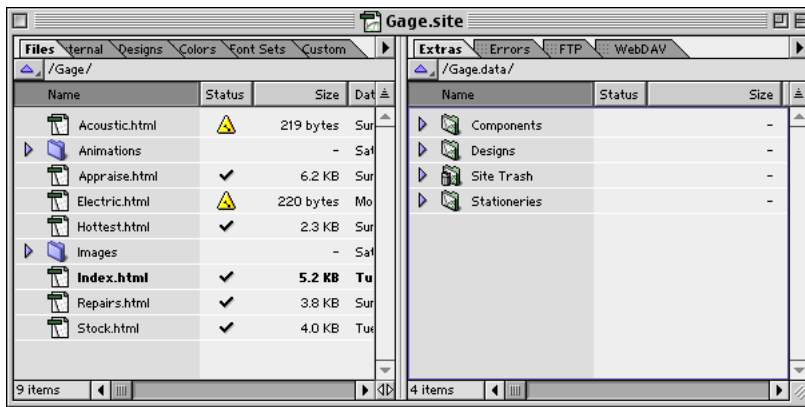 Gage.site
Files ternal Designs Colors Font Sets Custom
/Gage/
Name Status Size Dat
Acoustic.html 219 bytes Sur
Animations - Sat
Appraise.html 6.2 KB Sur
Electric.html 220 bytes Mo
Hottest.html 2.3 KB Sur
Images - Sat
Index.html 5.2 KB Tu
Repairs.html 3.8 KB Sur
Stock.html 4.0 KB Tue
9 items
Extras Errors FTP WebDAV
/Gage.data/
Name Status Size
Components -
Designs -
Site Trash -
Stationeries -
4 items